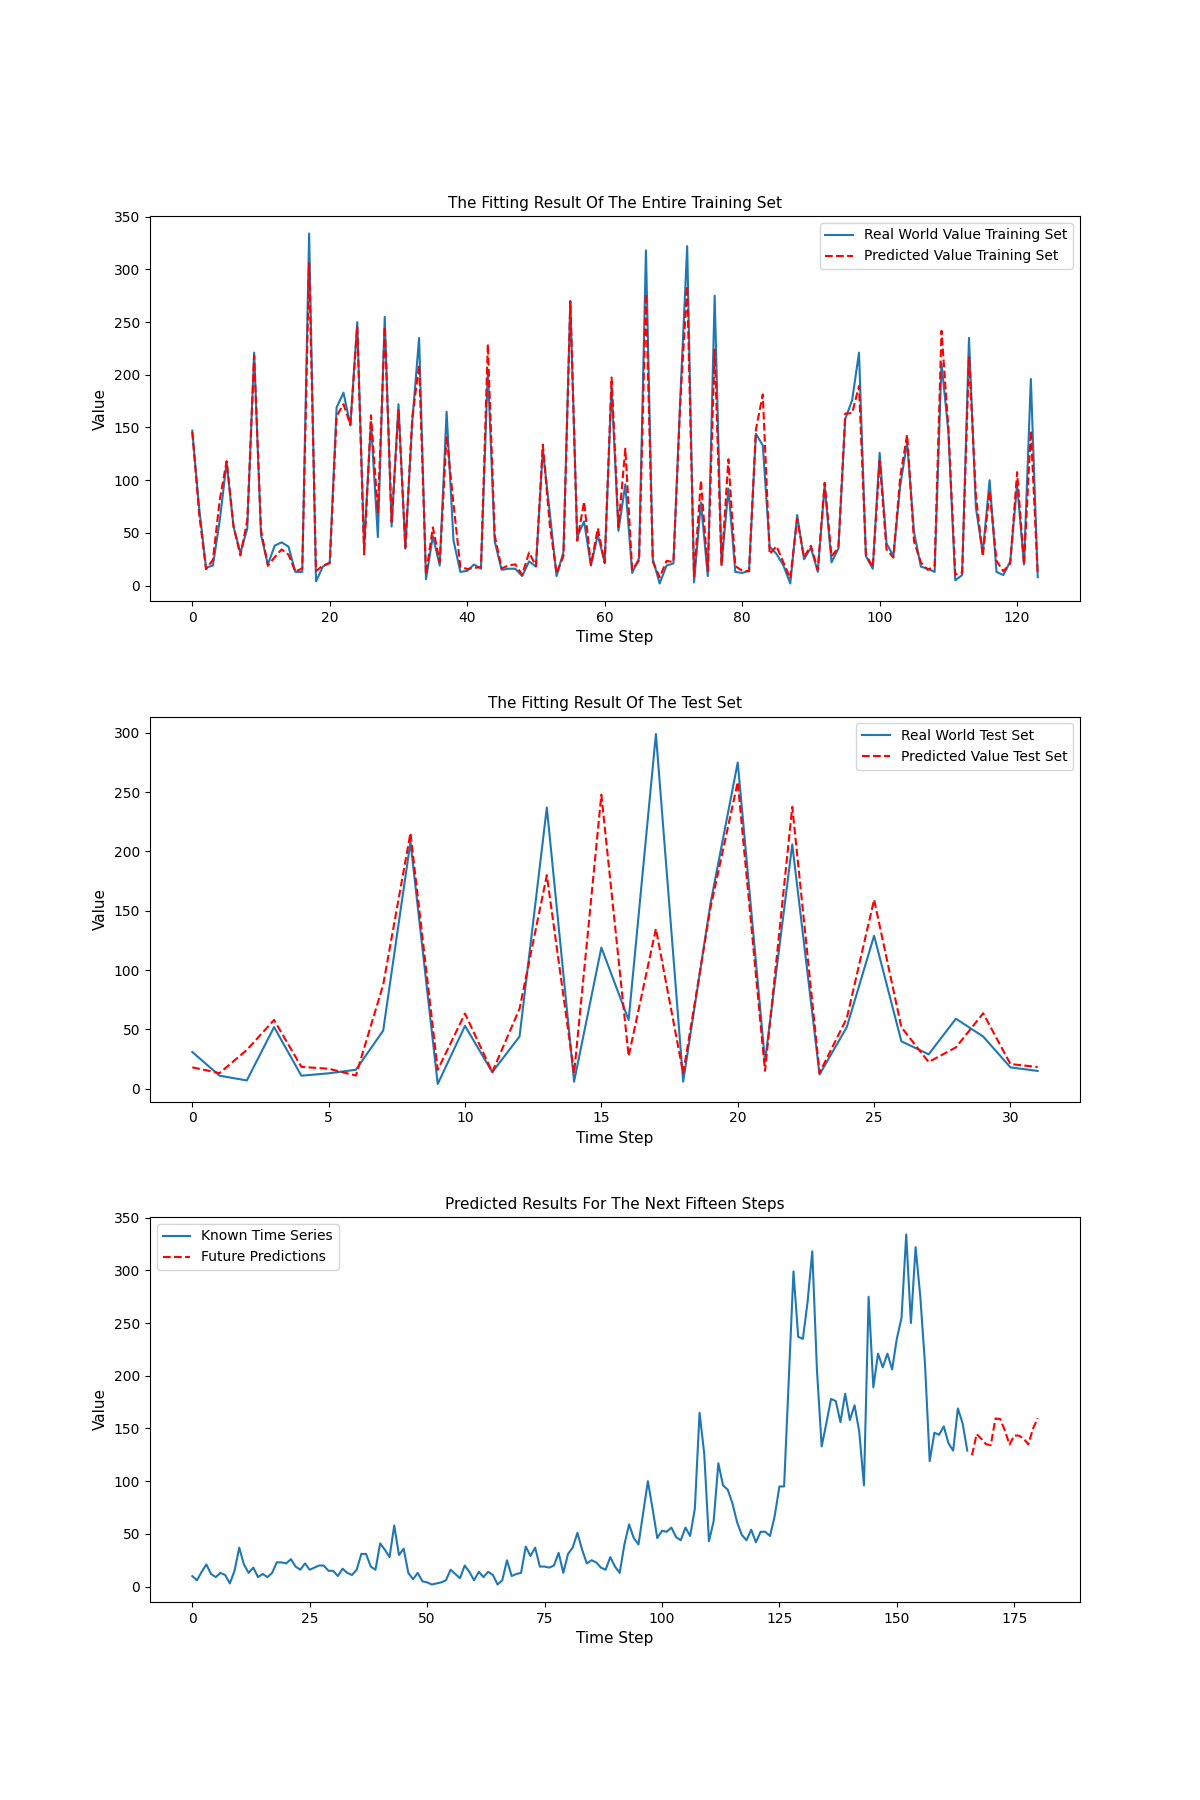 The Fitting Result Of The Entire Training Set
350
300
250
200
150
100
50
0
Value
Real World Value Training Set
Predicted Value Training Set
0 20 40 60 80 100 120
Time Step
The Fitting Result Of The Test Set
300
250
200
150
100
50
0
Value
Real World Test Set
Predicted Value Test Set
0 5 10 15 20 25 30
Time Step
Predicted Results For The Next Fifteen Steps
350
300
250
200
150
100
50
0
Value
Known Time Series
Future Predictions
0 25 50 75 100 125 150 175
Time Step